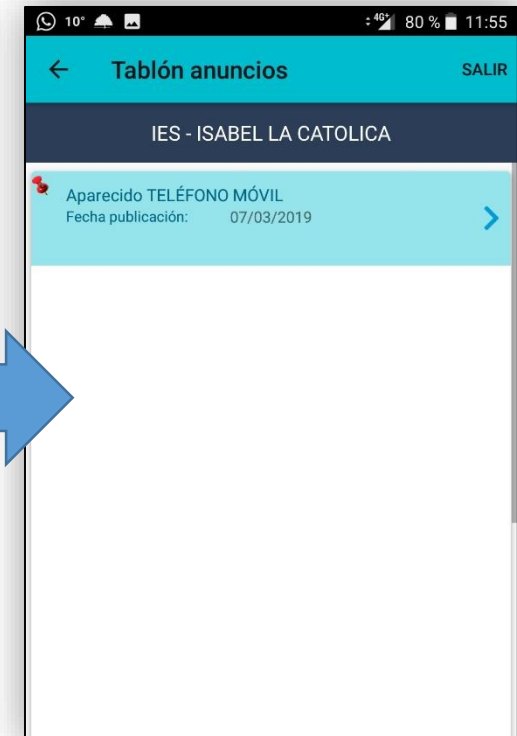 10° 4G+ 80 % 11:55
Tablón anuncios SALIR
IES - ISABEL LA CATOLICA
Aparecido TELÉFONO MÓVIL
Fecha publicación: 07/03/2019